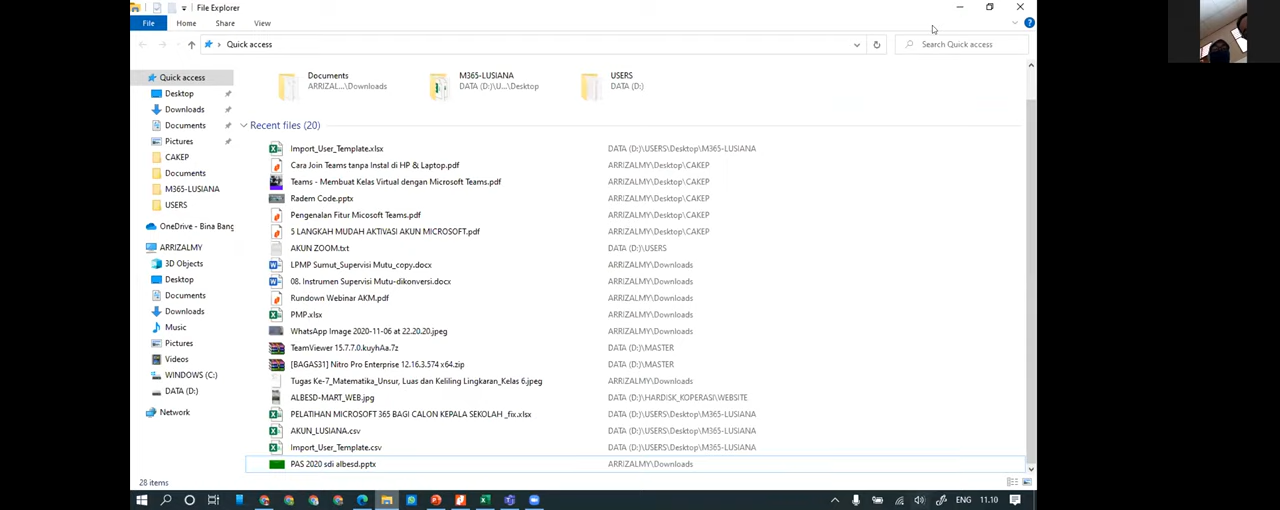 File Explorer
File Home Share View
Quick access Search Quick access
Quick access
Desktop
Downloads
Documents
Pictures
CAKEP
Documents
M365-LUSIANA
USERS
OneDrive - Bina Bang
ARRIZALMY
3D Objects
Desktop
Documents
Downloads
Music
Pictures
Videos
WINDOWS (C:)
DATA (D:)
Network
Documents
ARRIZAL...\Downloads
M365-LUSIANA
DATA (D:)\U...\Desktop
USERS
DATA (D:)
Recent files (20)
Import_User_Template.xlsx DATA (D:)\USERS\Desktop\M365-LUSIANA
Cara Join Teams tanpa Instal di HP & Laptop.pdf ARRIZALMY\Desktop\CAKEP
Teams - Membuat Kelas Virtual dengan Microsoft Teams.pdf ARRIZALMY\Desktop\CAKEP
Radem Code.pptx ARRIZALMY\Desktop\CAKEP
Pengenalan Fitur Microsoft Teams.pdf ARRIZALMY\Desktop\CAKEP
5 LANGKAH MUDAH AKTIVASI AKUN MICROSOFT.pdf ARRIZALMY\Desktop\CAKEP
AKUN ZOOM.txt DATA (D:)\USERS
LPMP Sumut_Supervisi Mutu_copy.docx ARRIZALMY\Downloads
08. Instrumen Supervisi Mutu-dikonversi.docx ARRIZALMY\Downloads
Rundown Webinar AKM.pdf ARRIZALMY\Downloads
PMP.xlsx ARRIZALMY\Downloads
WhatsApp Image 2020-11-06 at 22.20.20.jpeg ARRIZALMY\Downloads
TeamViewer 15.7.7.0.kuyhAa.7z DATA (D:)\MASTER
[BAGAS31] Nitro Pro Enterprise 12.16.3.574 x64.zip DATA (D:)\MASTER
Tugas Ke-7_Matematika_Unsur, Luas dan Keliling Lingkaran_Kelas 6.jpeg ARRIZALMY\Downloads
ALBESD-MART_WEB.jpg DATA (D:)\HARDISK_KOPERASI\WEBSITE
PELATIHAN MICROSOFT 365 BAGI CALON KEPALA SEKOLAH _fix.xlsx DATA (D:)\USERS\Desktop\M365-LUSIANA
AKUN_LUSIANA.csv DATA (D:)\USERS\Desktop\M365-LUSIANA
Import_User_Template.csv DATA (D:)\USERS\Desktop\M365-LUSIANA
PAS 2020 sdi albesd.pptx ARRIZALMY\Downloads
28 items
ENG 11.10